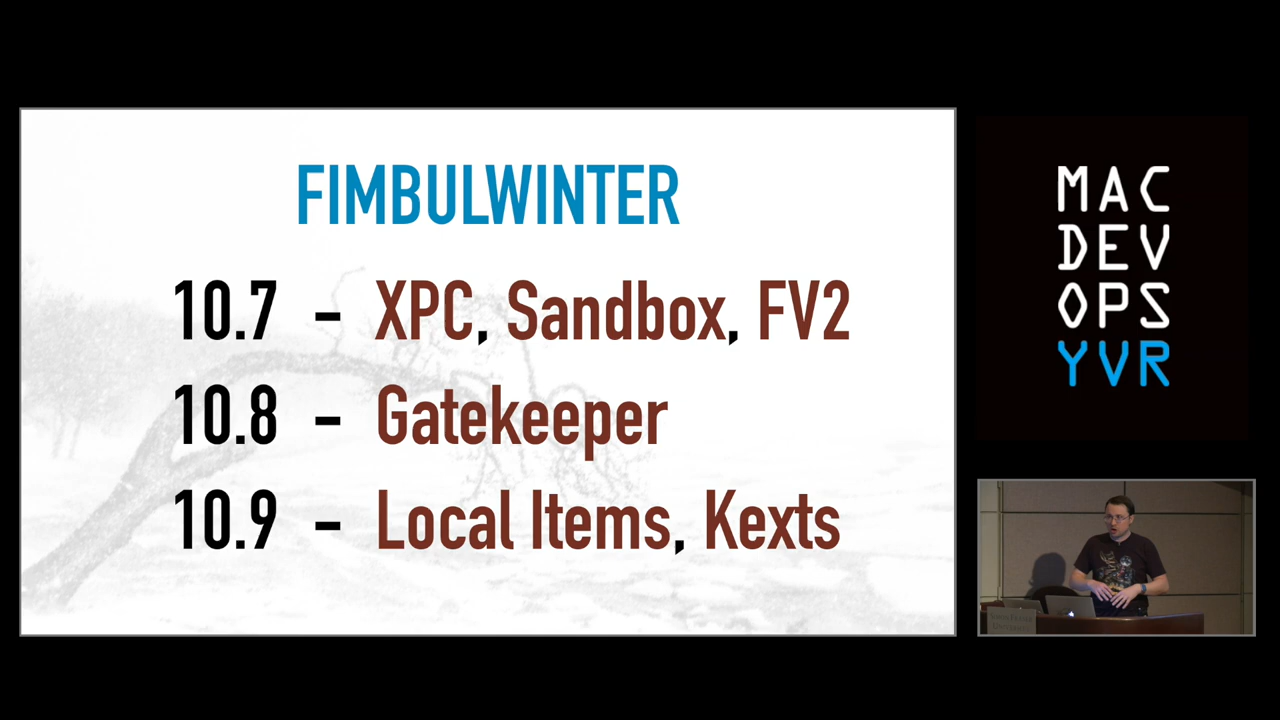 FIMBULWINTER
10.7 - XPC, Sandbox, FV2
10.8 - Gatekeeper
10.9 - Local Items, Kexts
MAC
DEV
OPS
YVR